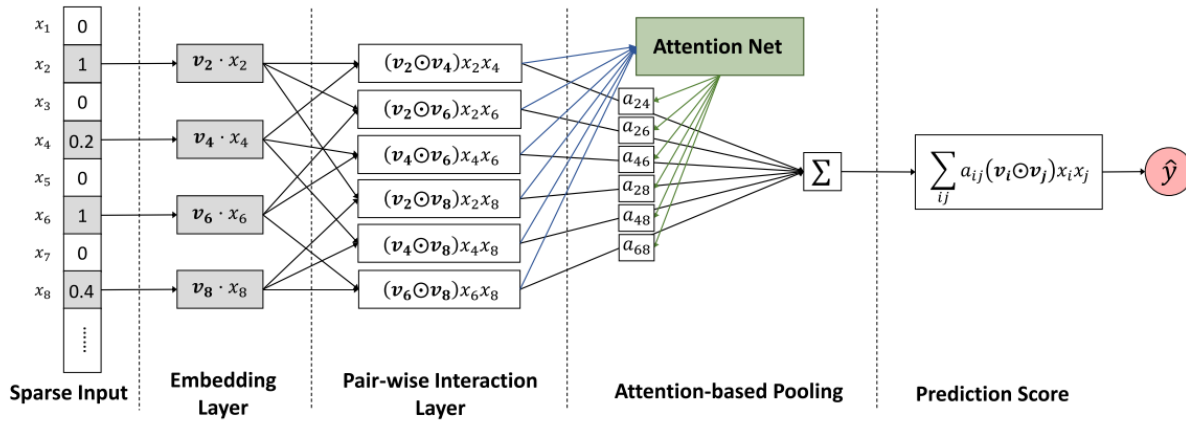 x₁ 0
x₂ 1
x₃ 0
x₄ 0.2
x₅ 0
x₆ 1
x₇ 0
x₈ 0.4
......
Sparse Input
v₂ · x₂
v₄ · x₄
v₆ · x₆
v₈ · x₈
Embedding
Layer
(v₂⊙v₄)x₂x₄
(v₂⊙v₆)x₂x₆
(v₄⊙v₆)x₄x₆
(v₂⊙v₈)x₂x₈
(v₄⊙v₈)x₄x₈
(v₆⊙v₈)x₆x₈
Pair-wise Interaction
Layer
Attention Net
a₂₄
a₂₆
a₄₆
a₂₈
a₄₈
a₆₈
∑
Attention-based Pooling
∑ᵢⱼ aᵢⱼ(vᵢ⊙vⱼ)xᵢxⱼ
ŷ
Prediction Score